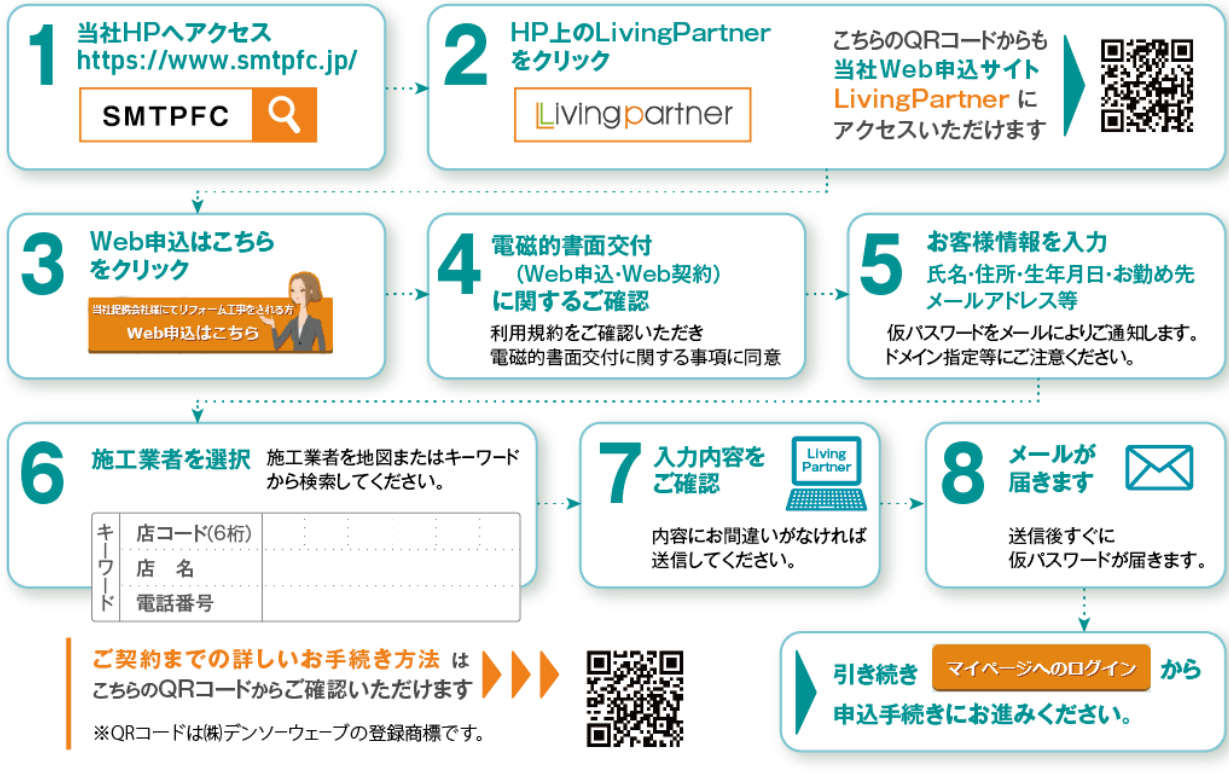 1
当社HPへアクセス
https://www.smtpfc.jp/
SMTPFC
2
HP上のLivingPartner
をクリック
Livingpartner
こちらのQRコードからも
当社Web申込サイト
LivingPartner に
アクセスいただけます
3
Web申込はこちら
をクリック
当社提携会社様にてリフォーム工事をされる方
Web申込はこちら
4
電磁的書面交付
(Web申込・Web契約)
に関するご確認
利用規約をご確認いただき
電磁的書面交付に関する事項に同意
5
お客様情報を入力
氏名・住所・生年月日・お勤め先
メールアドレス等
仮パスワードをメールによりご通知します。
ドメイン指定等にご注意ください。
6
施工業者を選択
施工業者を地図またはキーワード
から検索してください。
キーワード
店コード(6桁)
店 名
電話番号
7
入力内容を
ご確認
Living
Partner
内容にお間違いがなければ
送信してください。
8
メールが
届きます
送信後すぐに
仮パスワードが届きます。
ご契約までの詳しいお手続き方法 は
こちらのQRコードからご確認いただけます
※QRコードは㈱デンソーウェーブの登録商標です。
引き続き マイページへのログイン から
申込手続きにお進みください。